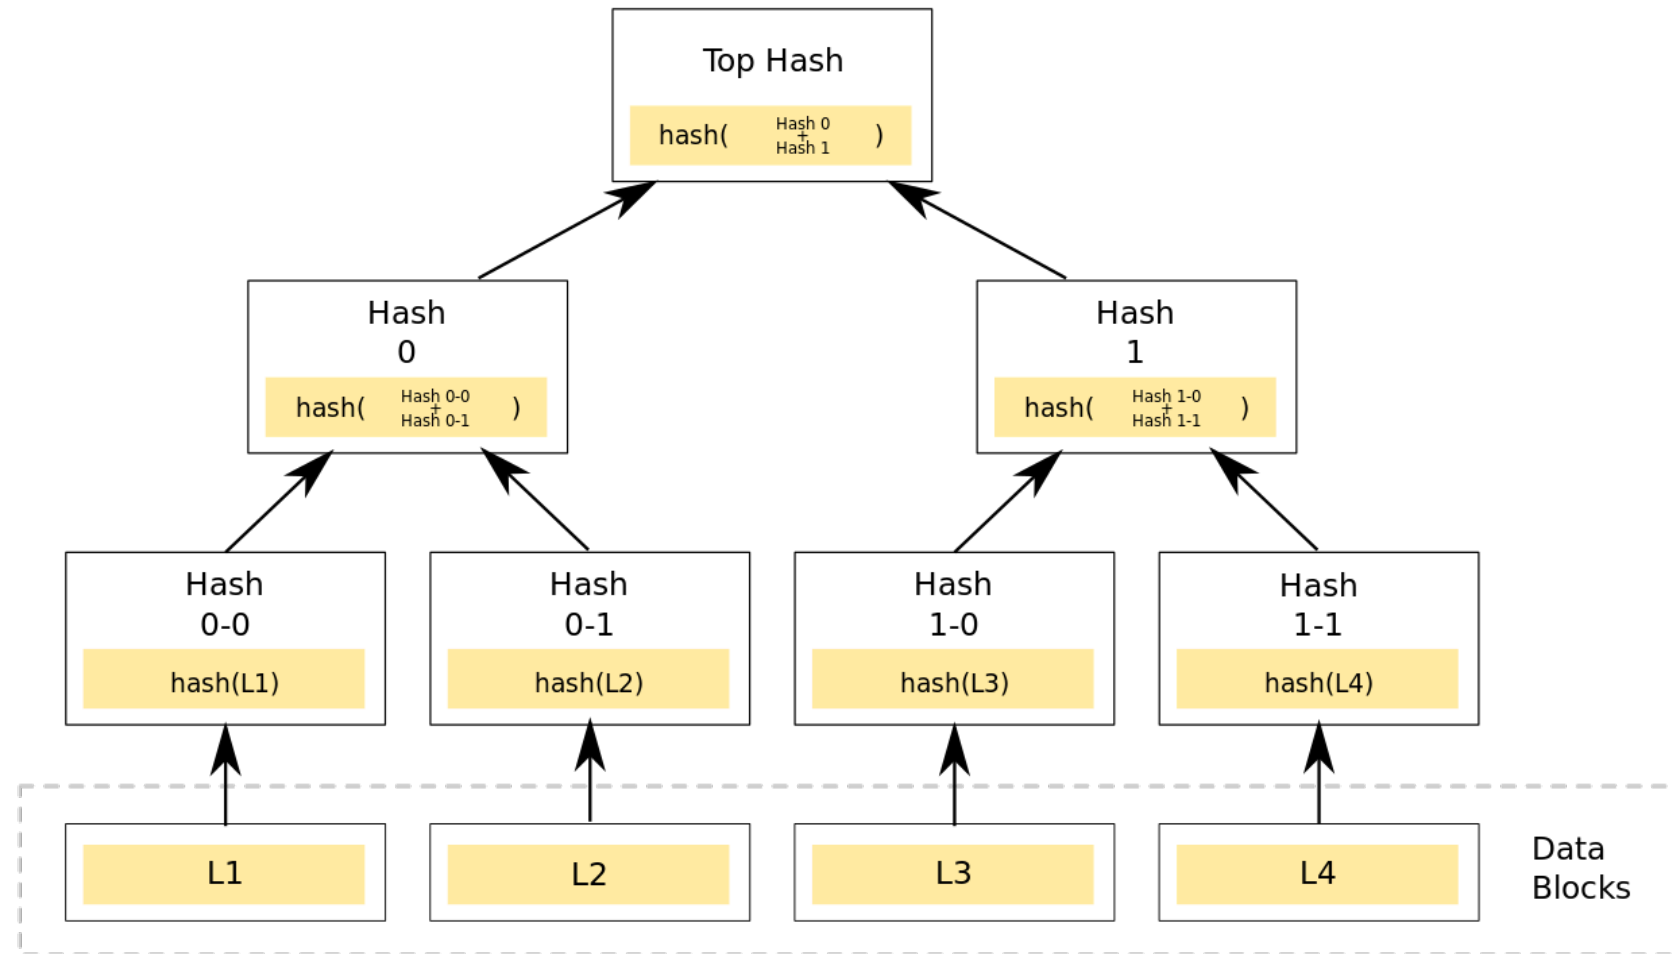 Top Hash
hash( Hash 0 + Hash 1 )
Hash
0
hash( Hash 0-0 + Hash 0-1 )
Hash
1
hash( Hash 1-0 + Hash 1-1 )
Hash
0-0
hash(L1)
Hash
0-1
hash(L2)
Hash
1-0
hash(L3)
Hash
1-1
hash(L4)
L1
L2
L3
L4
Data
Blocks